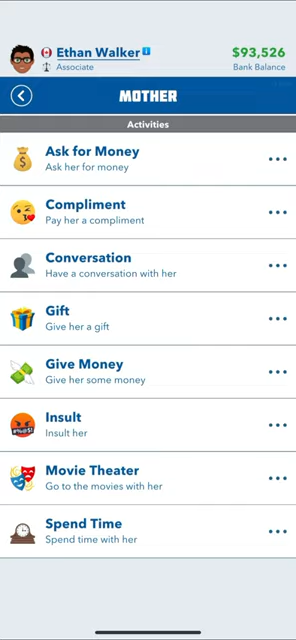 Ethan Walker
$93,526
Associate
Bank Balance
MOTHER
Activities
Ask for Money
Ask her for money
Compliment
Pay her a compliment
Conversation
Have a conversation with her
Gift
Give her a gift
Give Money
Give her some money
Insult
Insult her
Movie Theater
Go to the movies with her
Spend Time
Spend time with her